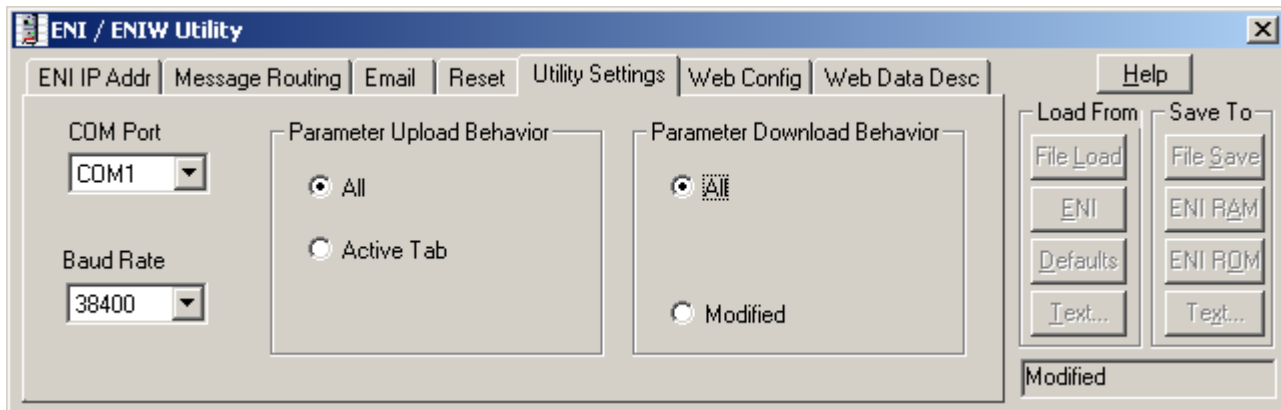 ENI / ENIW Utility
ENI IP Addr
Message Routing
Email
Reset
Utility Settings
Web Config
Web Data Desc
Help
COM Port
COM1
Baud Rate
38400
Parameter Upload Behavior
All
Active Tab
Parameter Download Behavior
All
Modified
Load From
File Load
ENI
Defaults
Text...
Save To
File Save
ENI RAM
ENI ROM
Text...
Modified